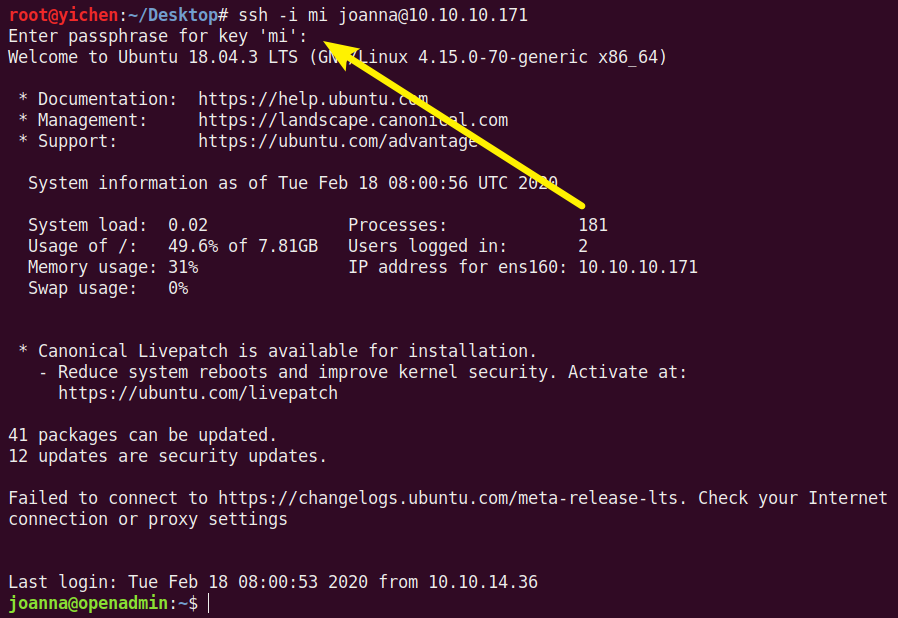 root@yichen:~/Desktop# ssh -i mi joanna@10.10.10.171
Enter passphrase for key 'mi':
Welcome to Ubuntu 18.04.3 LTS (GNU/Linux 4.15.0-70-generic x86_64)
* Documentation:  https://help.ubuntu.com
* Management:     https://landscape.canonical.com
* Support:        https://ubuntu.com/advantage
System information as of Tue Feb 18 08:00:56 UTC 2020
System load:  0.02               Processes:             181
Usage of /:   49.6% of 7.81GB   Users logged in:       2
Memory usage: 31%               IP address for ens160: 10.10.10.171
Swap usage:   0%
* Canonical Livepatch is available for installation.
- Reduce system reboots and improve kernel security. Activate at:
https://ubuntu.com/livepatch
41 packages can be updated.
12 updates are security updates.
Failed to connect to https://changelogs.ubuntu.com/meta-release-lts. Check your Internet
connection or proxy settings
Last login: Tue Feb 18 08:00:53 2020 from 10.10.14.36
joanna@openadmin:~$